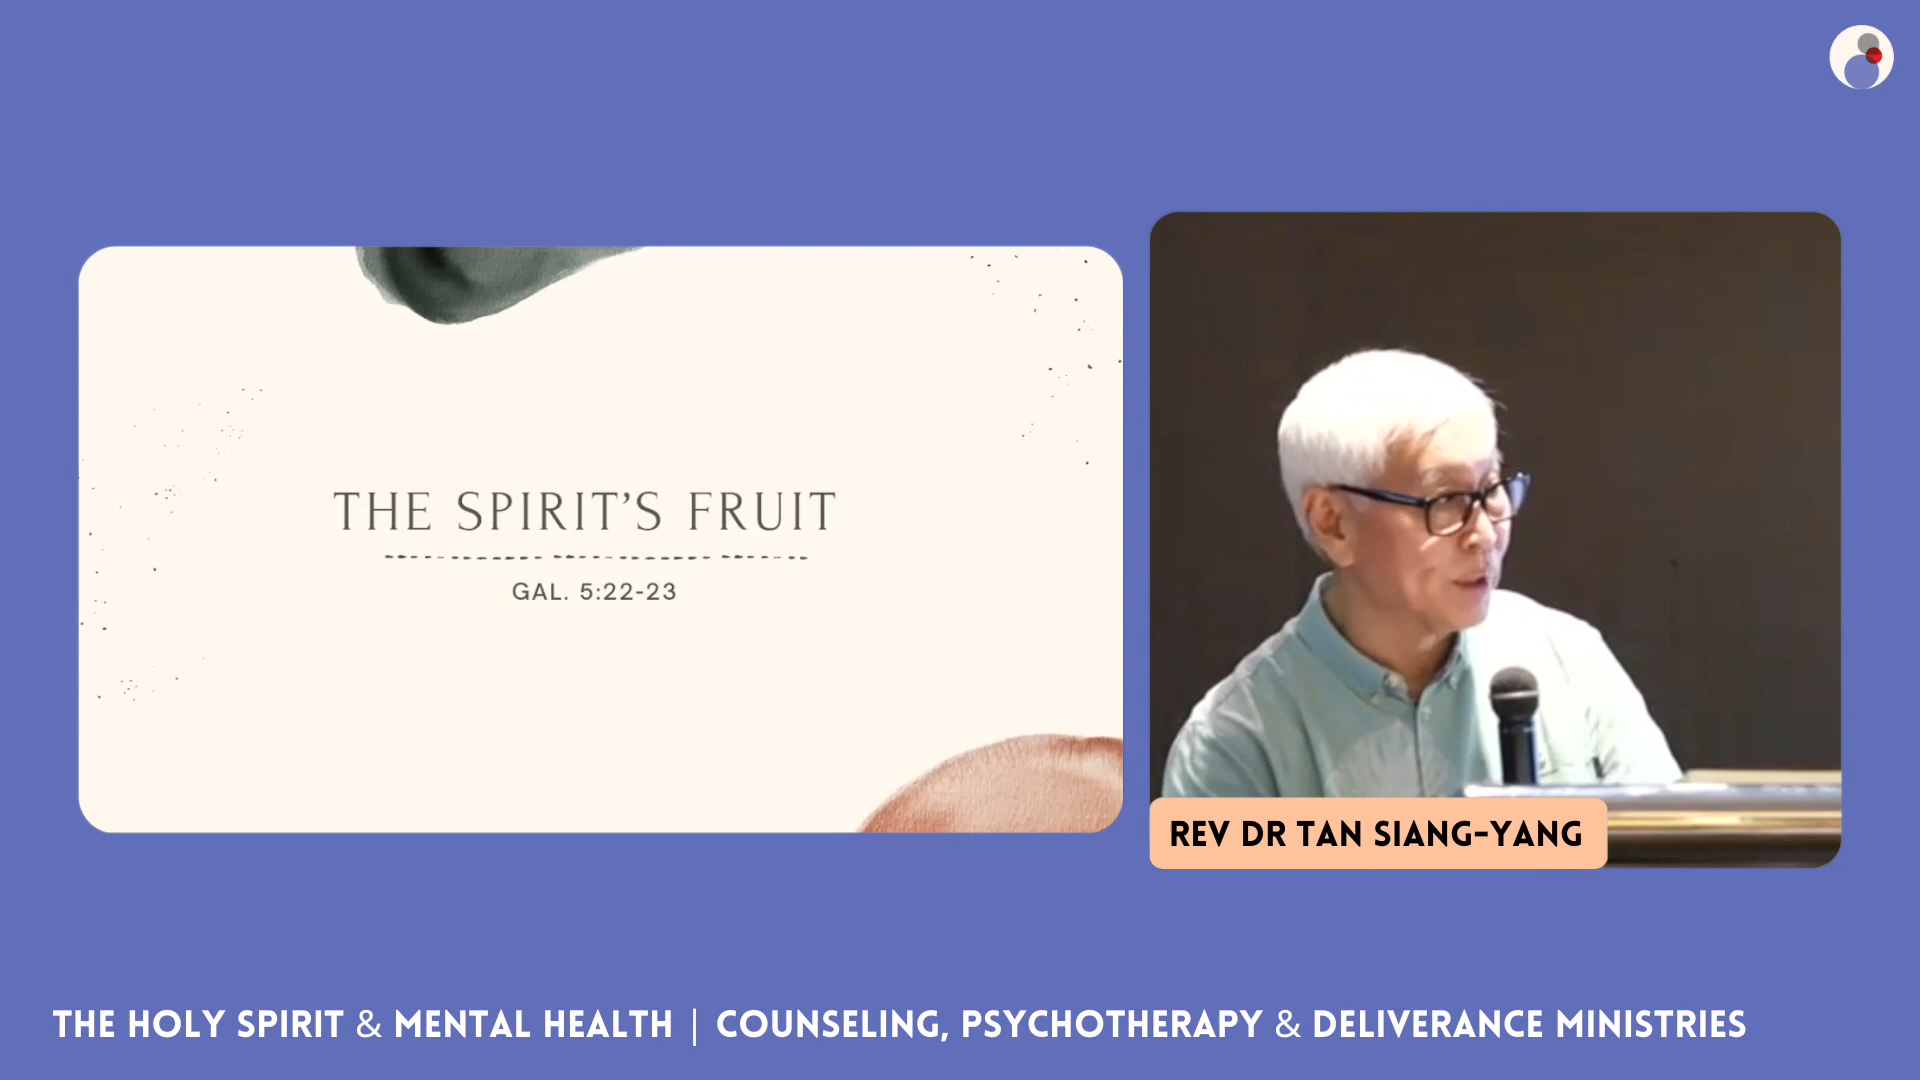 THE SPIRIT’S FRUIT
GAL. 5:22-23
REV DR TAN SIANG-YANG
THE HOLY SPIRIT & MENTAL HEALTH | COUNSELING, PSYCHOTHERAPY & DELIVERANCE MINISTRIES